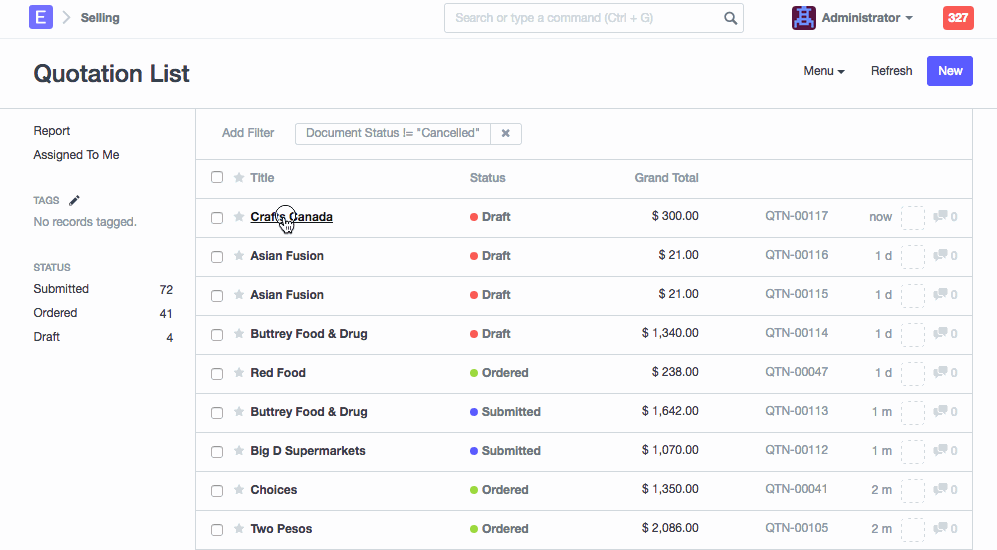 E Selling Search or type a command (Ctrl + G) Administrator 327
Quotation List Menu Refresh New
Report
Assigned To Me
TAGS
No records tagged.
STATUS
Submitted 72
Ordered 41
Draft 4
Add Filter Document Status != "Cancelled" ×
Title Status Grand Total
Crafts Canada Draft $ 300.00 QTN-00117 now 0
Asian Fusion Draft $ 21.00 QTN-00116 1 d 0
Asian Fusion Draft $ 21.00 QTN-00115 1 d 0
Buttrey Food & Drug Draft $ 1,340.00 QTN-00114 1 d 0
Red Food Ordered $ 238.00 QTN-00047 1 d 0
Buttrey Food & Drug Submitted $ 1,642.00 QTN-00113 1 m 0
Big D Supermarkets Submitted $ 1,070.00 QTN-00112 1 m 0
Choices Ordered $ 1,350.00 QTN-00041 2 m 0
Two Pesos Ordered $ 2,086.00 QTN-00105 2 m 0